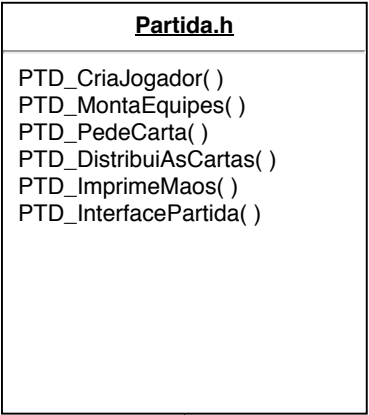 Partida.h
PTD_CriaJogador( )
PTD_MontaEquipes( )
PTD_PedeCarta( )
PTD_DistribuiAsCartas( )
PTD_ImprimeMaos( )
PTD_InterfacePartida( )